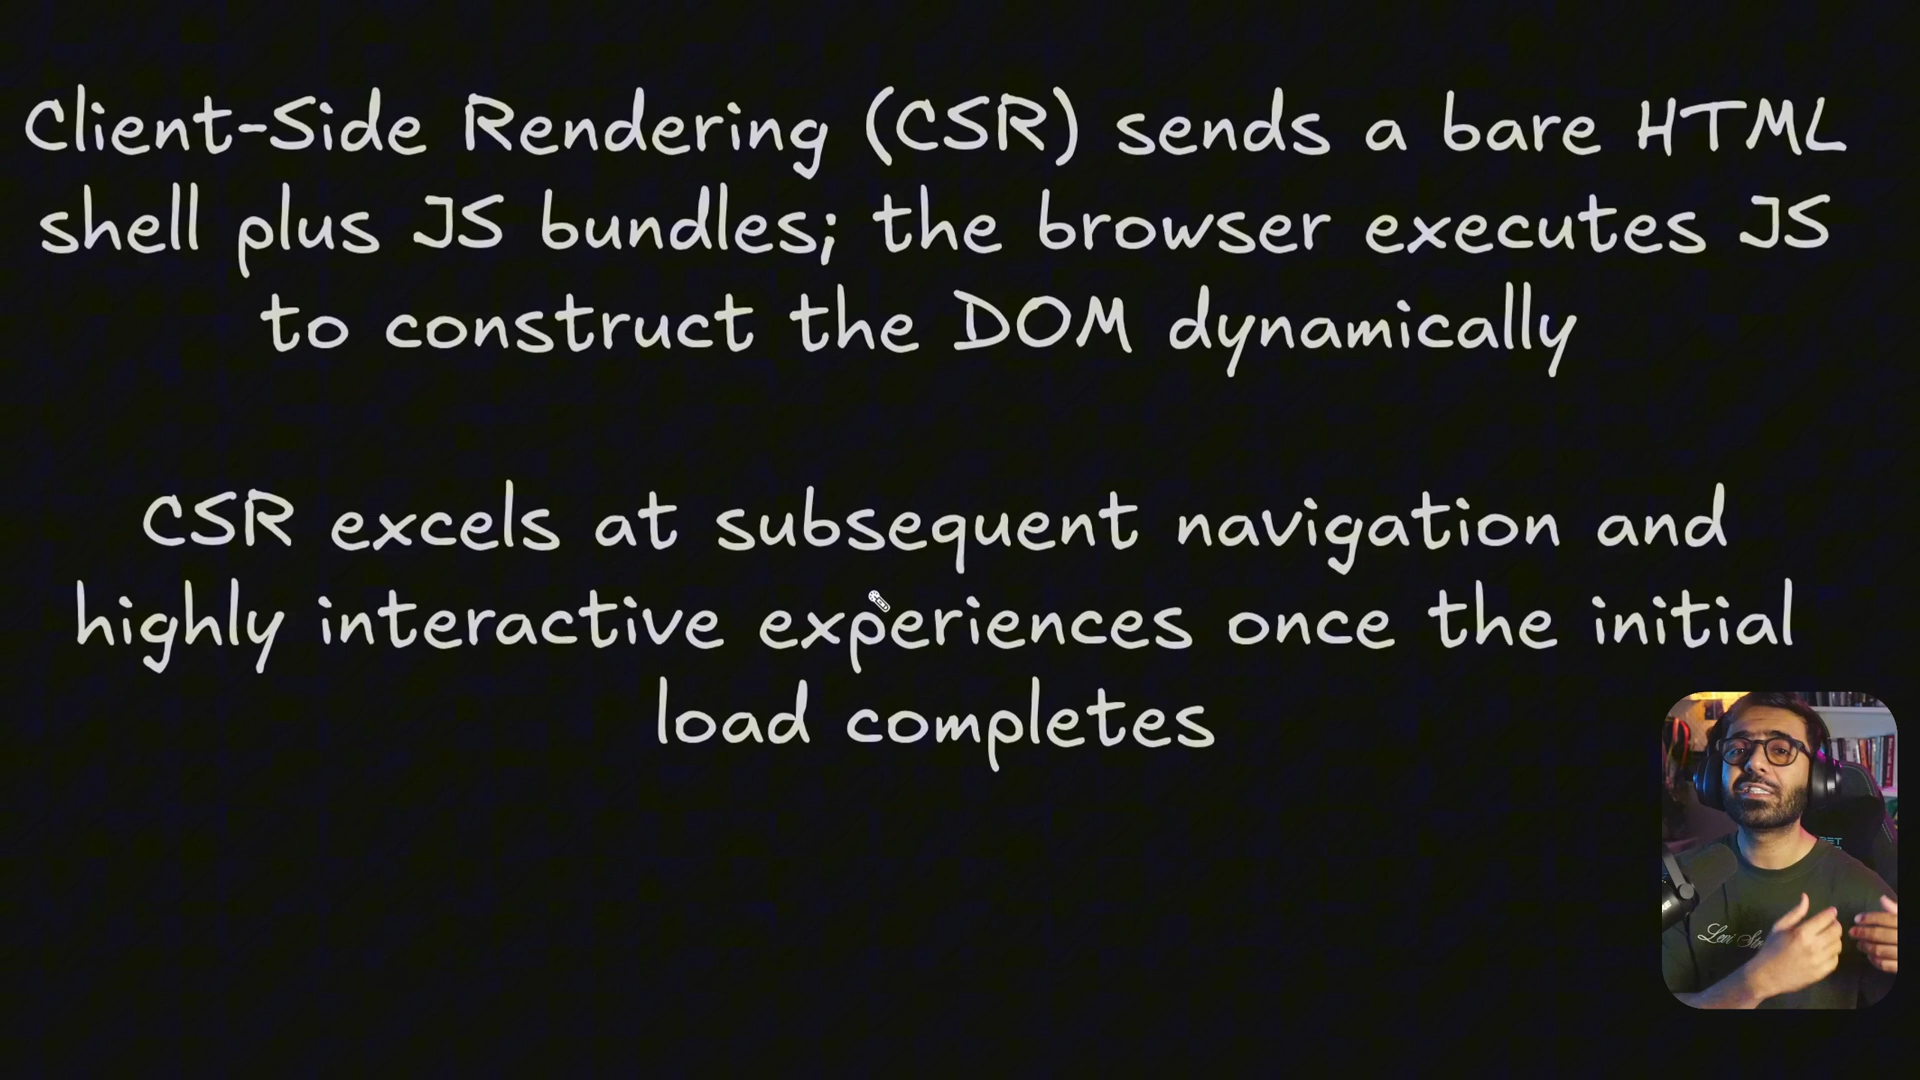 Client-Side Rendering (CSR) sends a bare HTML
shell plus JS bundles; the browser executes JS
to construct the DOM dynamically
CSR excels at subsequent navigation and
highly interactive experiences once the initial
load completes